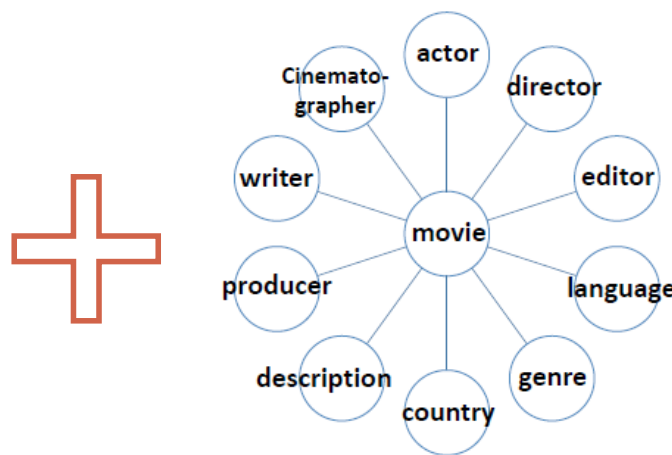 actor
Cinemato-
grapher
director
writer
editor
movie
producer
language
description
genre
country